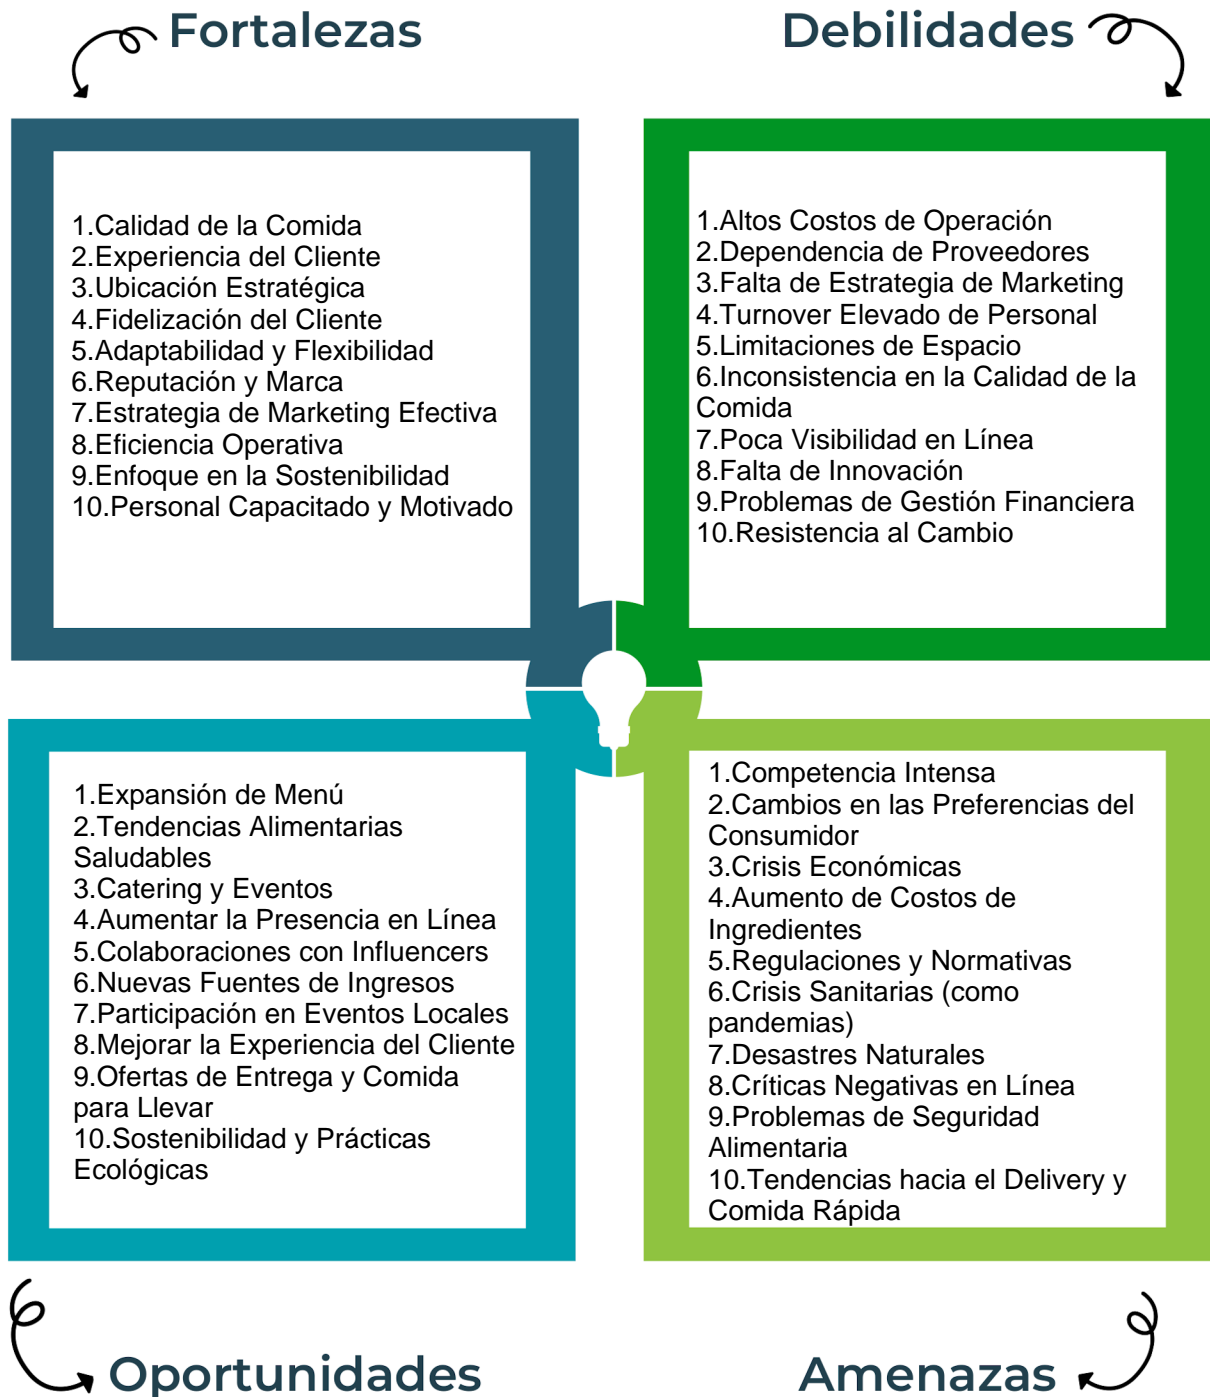 Fortalezas
1.Calidad de la Comida
2.Experiencia del Cliente
3.Ubicación Estratégica
4.Fidelización del Cliente
5.Adaptabilidad y Flexibilidad
6.Reputación y Marca
7.Estrategia de Marketing Efectiva
8.Eficiencia Operativa
9.Enfoque en la Sostenibilidad
10.Personal Capacitado y Motivado
Debilidades
1.Altos Costos de Operación
2.Dependencia de Proveedores
3.Falta de Estrategia de Marketing
4.Turnover Elevado de Personal
5.Limitaciones de Espacio
6.Inconsistencia en la Calidad de la
Comida
7.Poca Visibilidad en Línea
8.Falta de Innovación
9.Problemas de Gestión Financiera
10.Resistencia al Cambio
1.Expansión de Menú
2.Tendencias Alimentarias
Saludables
3.Catering y Eventos
4.Aumentar la Presencia en Línea
5.Colaboraciones con Influencers
6.Nuevas Fuentes de Ingresos
7.Participación en Eventos Locales
8.Mejorar la Experiencia del Cliente
9.Ofertas de Entrega y Comida
para Llevar
10.Sostenibilidad y Prácticas
Ecológicas
Oportunidades
1.Competencia Intensa
2.Cambios en las Preferencias del
Consumidor
3.Crisis Económicas
4.Aumento de Costos de
Ingredientes
5.Regulaciones y Normativas
6.Crisis Sanitarias (como
pandemias)
7.Desastres Naturales
8.Críticas Negativas en Línea
9.Problemas de Seguridad
Alimentaria
10.Tendencias hacia el Delivery y
Comida Rápida
Amenazas